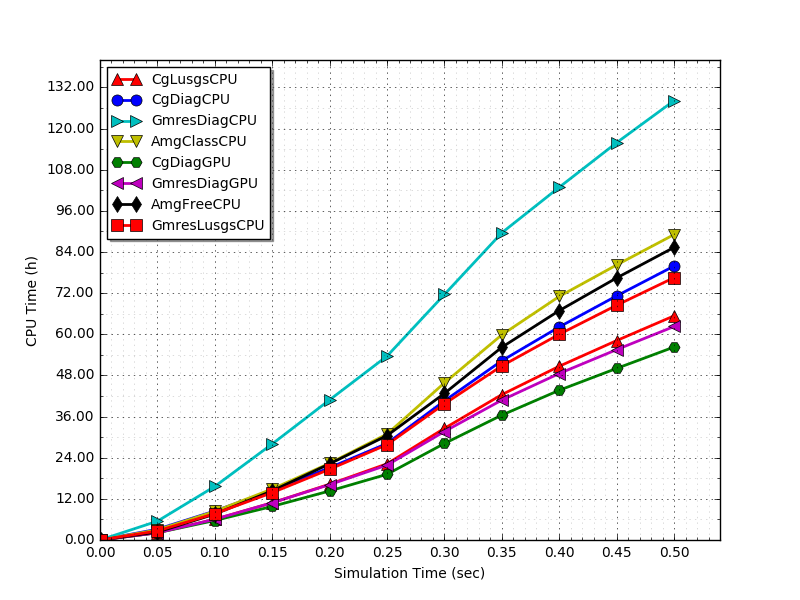 CgLusgsCPU
CgDiagCPU
GmresDiagCPU
AmgClassCPU
CgDiagGPU
GmresDiagGPU
AmgFreeCPU
GmresLusgsCPU
132.00
120.00
108.00
96.00
84.00
72.00
60.00
48.00
36.00
24.00
12.00
0.00
CPU Time (h)
0.00 0.05 0.10 0.15 0.20 0.25 0.30 0.35 0.40 0.45 0.50
Simulation Time (sec)